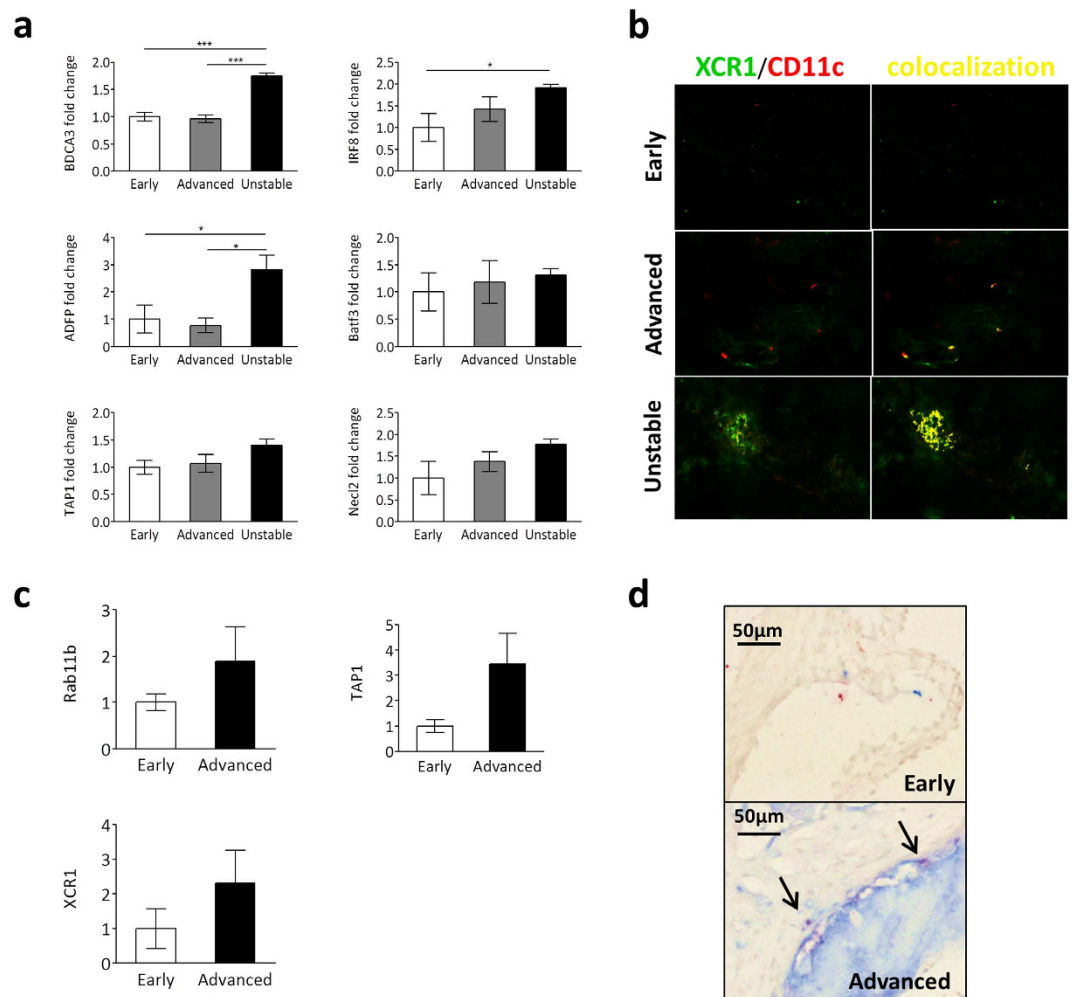 a
***
***
BDCA3 fold change
2.0
1.5
1.0
0.5
0.0
Early Advanced Unstable
*
IRF8 fold change
2.5
2.0
1.5
1.0
0.5
0.0
Early Advanced Unstable
*
*
ADFP fold change
4
3
2
1
0
Early Advanced Unstable
Batf3 fold change
2.0
1.5
1.0
0.5
0.0
Early Advanced Unstable
TAP1 fold change
2.0
1.5
1.0
0.5
0.0
Early Advanced Unstable
Necl2 fold change
2.5
2.0
1.5
1.0
0.5
0.0
Early Advanced Unstable
b
XCR1/CD11c colocalization
Early
Advanced
Unstable
c
Rab11b
3
2
1
0
Early Advanced
TAP1
5
4
3
2
1
0
Early Advanced
XCR1
4
3
2
1
0
Early Advanced
d
50µm
Early
50µm
Advanced